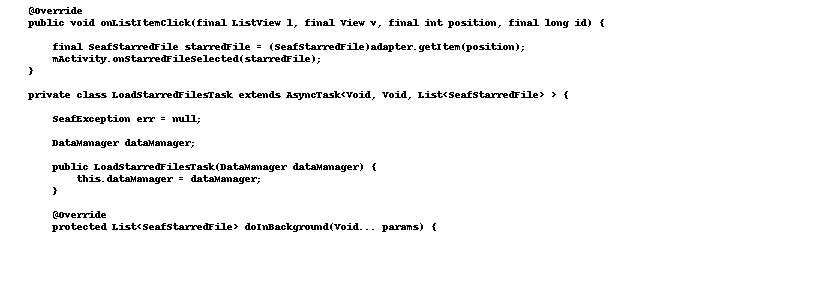 @Override
public void onListItemClick(final ListView l, final View v, final int position, final long id) {
final SeafStarredFile starredFile = (SeafStarredFile)adapter.getItem(position);
mActivity.onStarredFileSelected(starredFile);
}
private class LoadStarredFilesTask extends AsyncTask<Void, Void, List<SeafStarredFile> > {
SeafException err = null;
DataManager dataManager;
public LoadStarredFilesTask(DataManager dataManager) {
this.dataManager = dataManager;
}
@Override
protected List<SeafStarredFile> doInBackground(Void... params) {